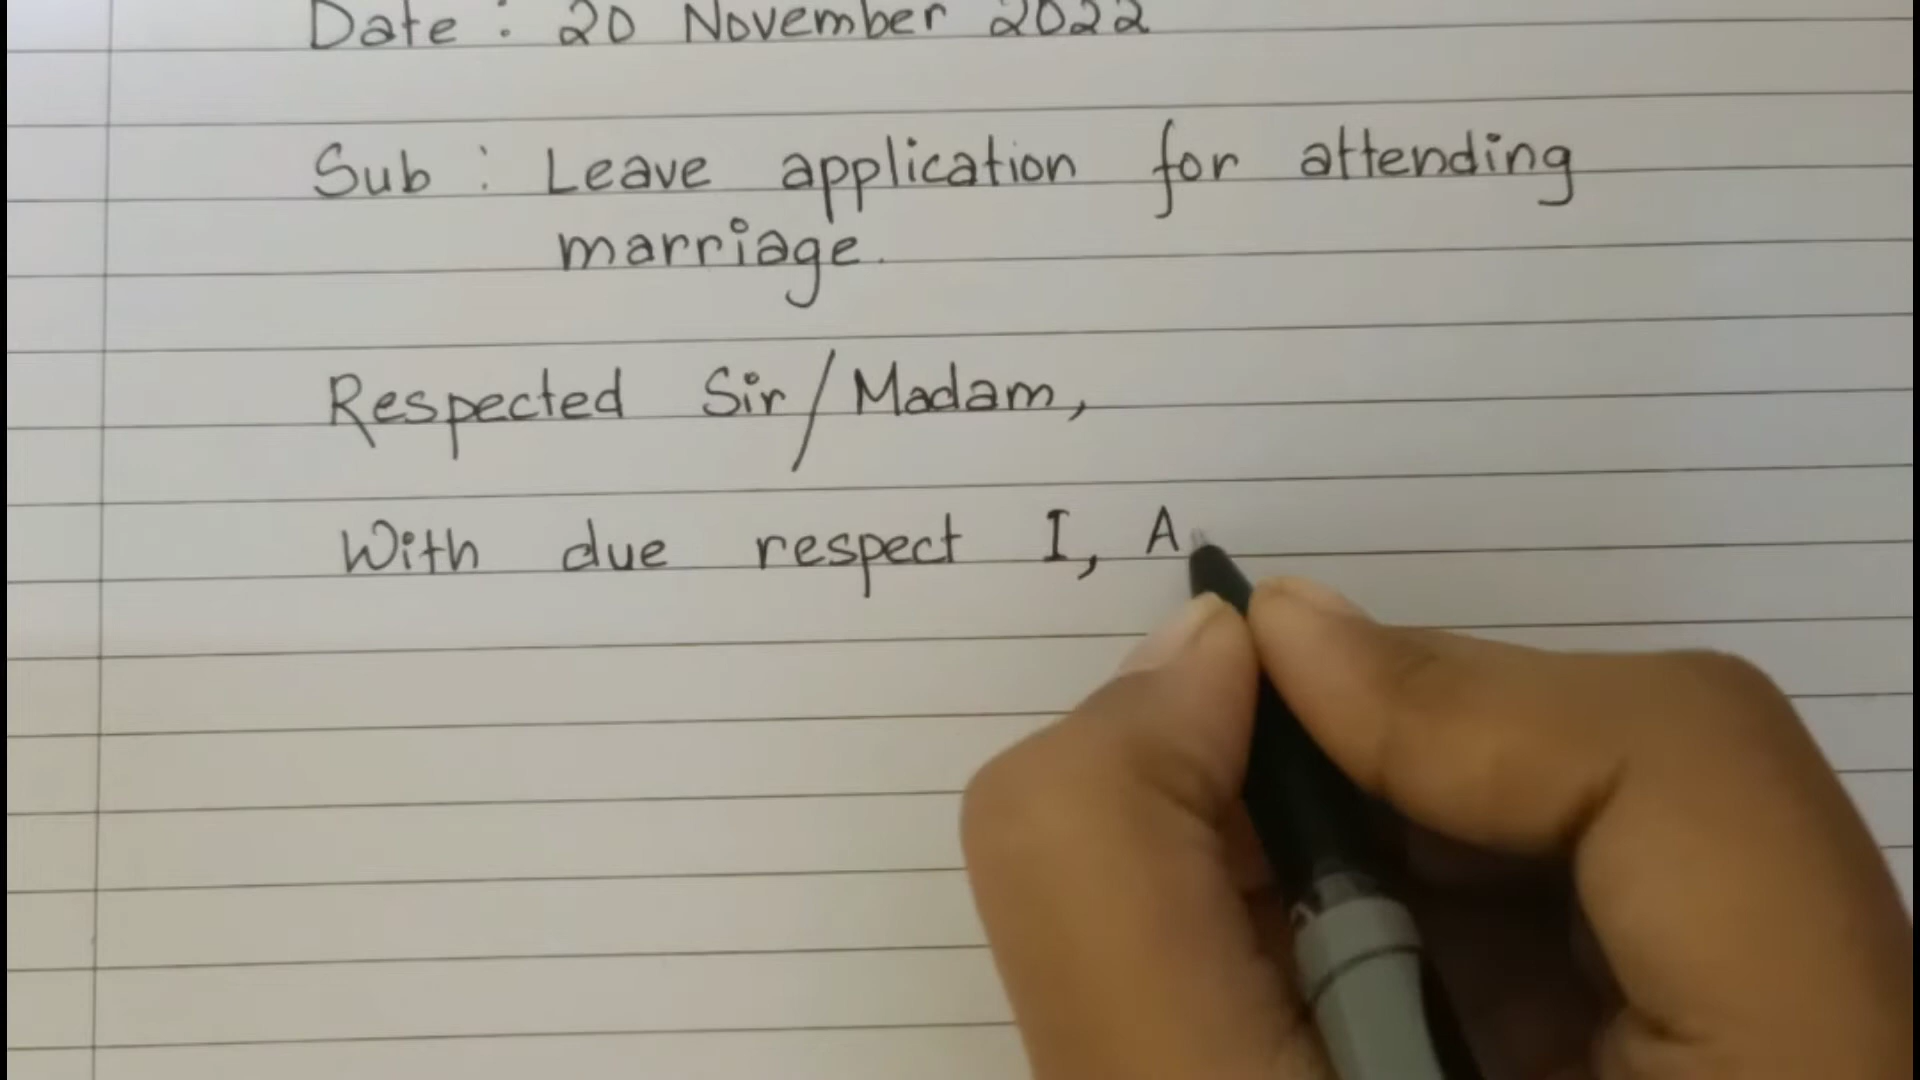 Date : 20 November 2022
Sub : Leave application for attending
marriage.
Respected Sir/Madam,
With due respect I, A